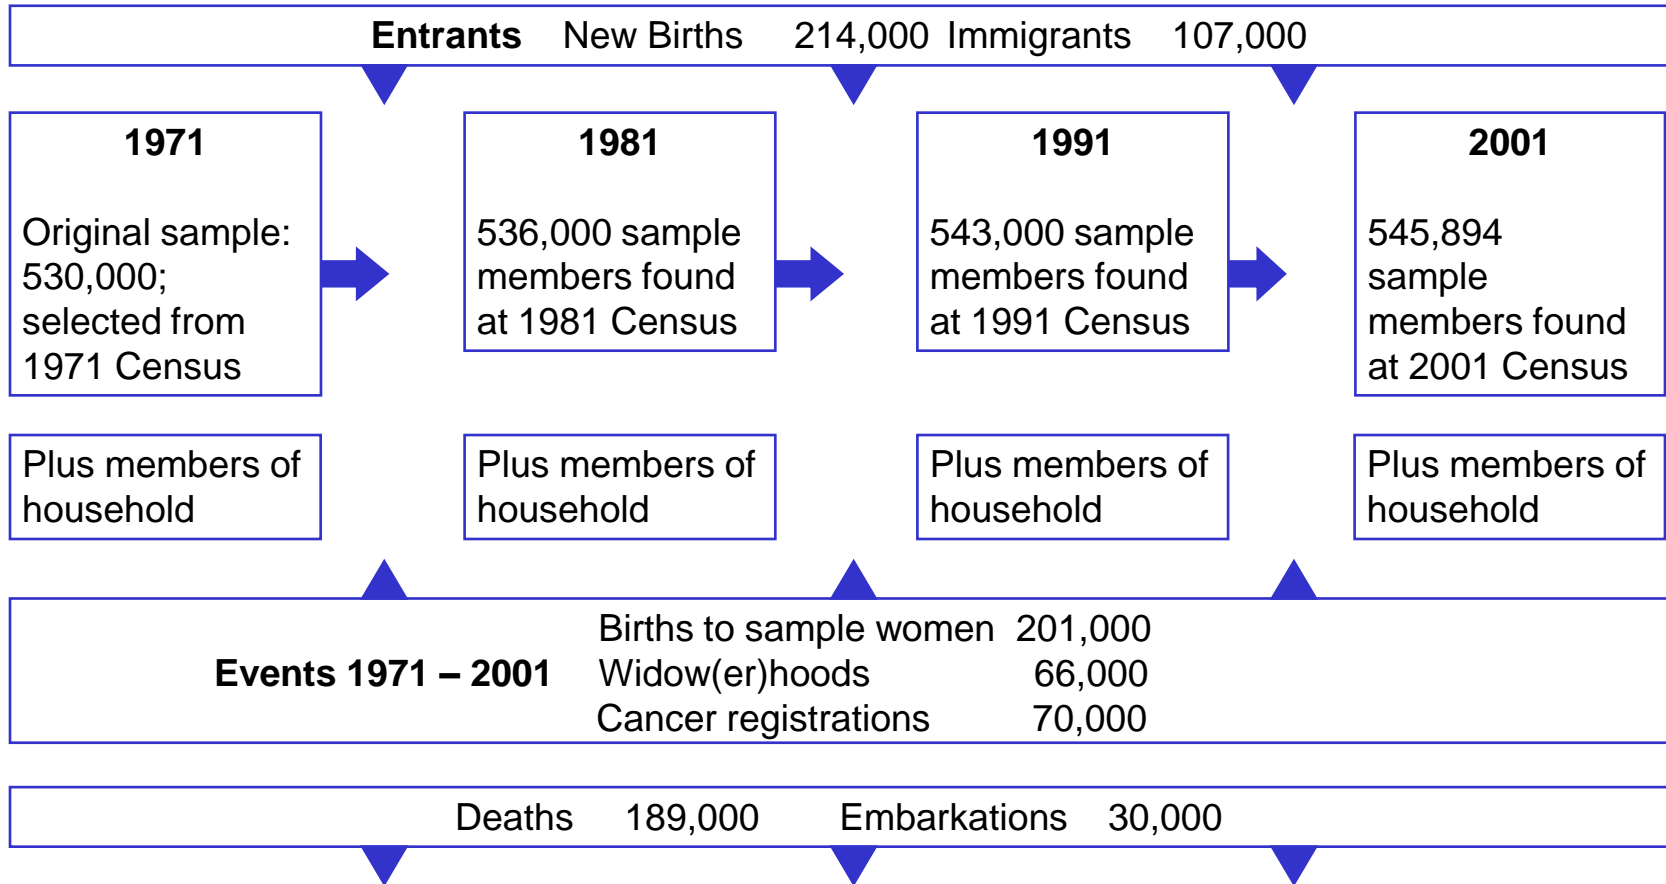 Entrants New Births 214,000 Immigrants 107,000
1971
Original sample:
530,000;
selected from
1971 Census
1981
536,000 sample
members found
at 1981 Census
1991
543,000 sample
members found
at 1991 Census
2001
545,894
sample
members found
at 2001 Census
Plus members of
household
Plus members of
household
Plus members of
household
Plus members of
household
Events 1971 – 2001
Births to sample women 201,000
Widow(er)hoods 66,000
Cancer registrations 70,000
Deaths 189,000 Embarkations 30,000